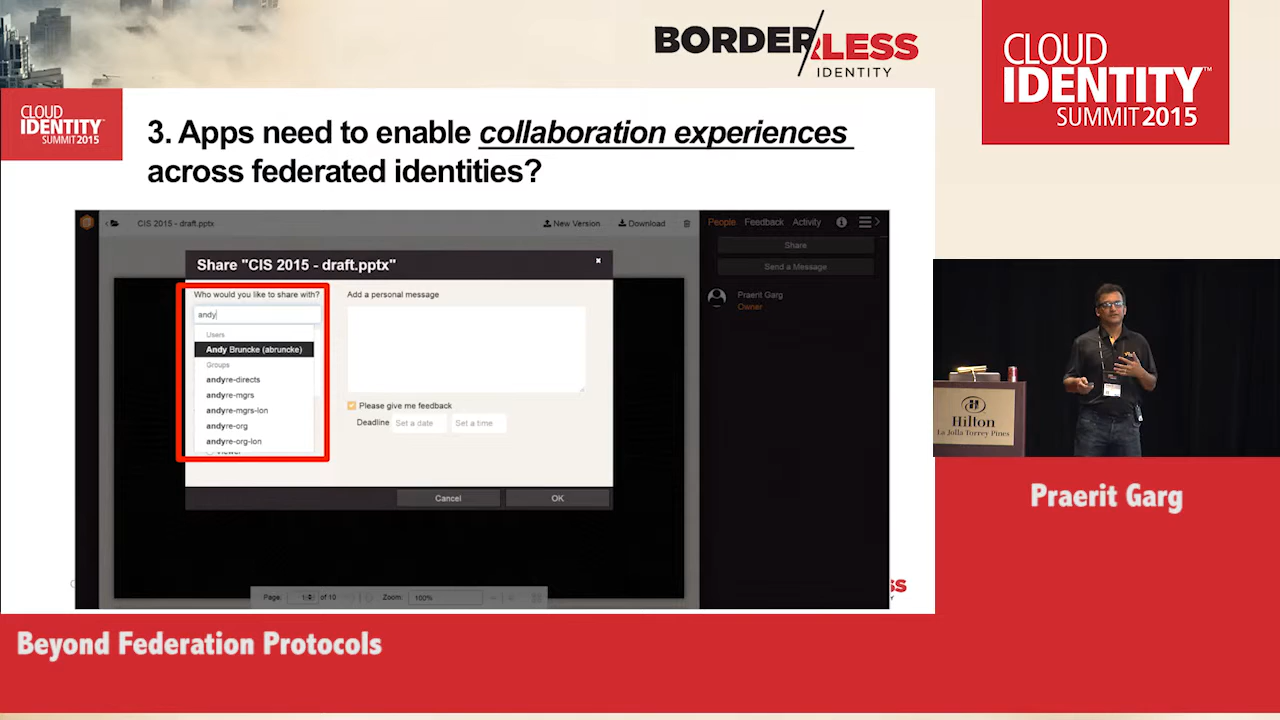 BORDERLESS
IDENTITY
CLOUD
IDENTITY™
SUMMIT 2015
CLOUD
IDENTITY™
SUMMIT 2015
3. Apps need to enable collaboration experiences
across federated identities?
CIS 2015 - draft.pptx
New Version
Download
People
Feedback
Activity
Share
Send a Message
Praerit Garg
Owner
Share "CIS 2015 - draft.pptx"
Who would you like to share with?
Add a personal message
andy
Users
Andy Bruncke (abruncke)
Groups
andyre-directs
andyre-mgrs
andyre-mgrs-lon
andyre-org
andyre-org-lon
Viewer
Please give me feedback
Deadline
Set a date
Set a time
Cancel
OK
Page:
1
of 10
Zoom:
100%
Hilton
La Jolla Torrey Pines
Praerit Garg
Beyond Federation Protocols